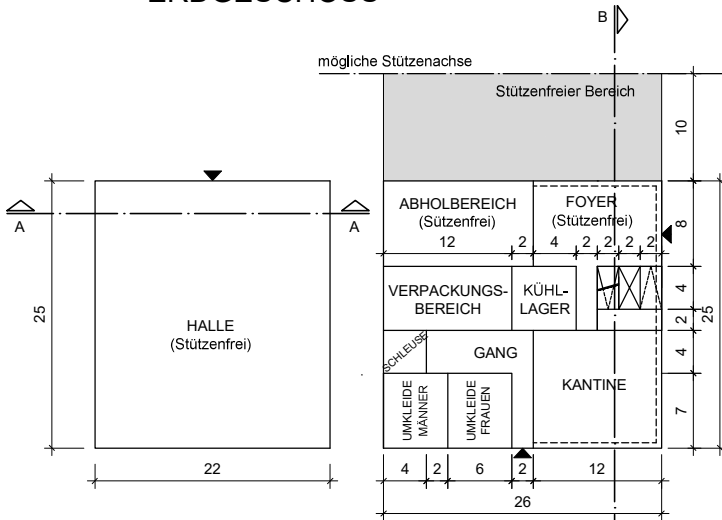 B
mögliche Stützenachse
Stützenfreier Bereich
10
ABHOLBEREICH
(Sützenfrei)
FOYER
(Stützenfrei)
A
A
12
2
4
2
2
2
2
8
VERPACKUNGS-
BEREICH
KÜHL-
LAGER
4
2
25
HALLE
(Stützenfrei)
25
SCHLEUSE
GANG
4
KANTINE
UMKLEIDE
MÄNNER
UMKLEIDE
FRAUEN
7
22
4
2
6
2
12
26